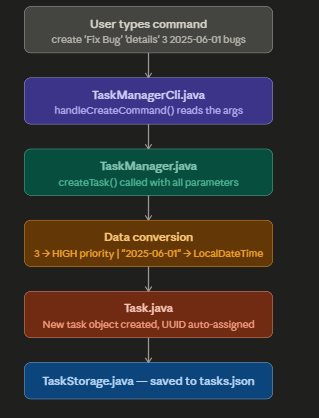 User types command
create 'Fix Bug' 'details' 3 2025-06-01 bugs
TaskManagerCli.java
handleCreateCommand() reads the args
TaskManager.java
createTask() called with all parameters
Data conversion
3 → HIGH priority | "2025-06-01" → LocalDateTime
Task.java
New task object created, UUID auto-assigned
TaskStorage.java — saved to tasks.json